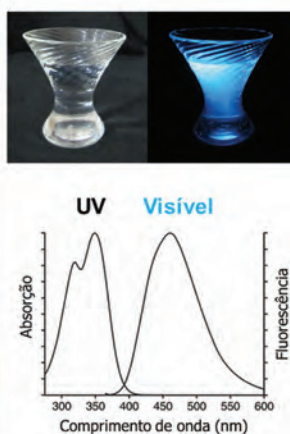 UV Visível
Absorção
Fluorescência
300 350 400 450 500 550 600
Comprimento de onda (nm)